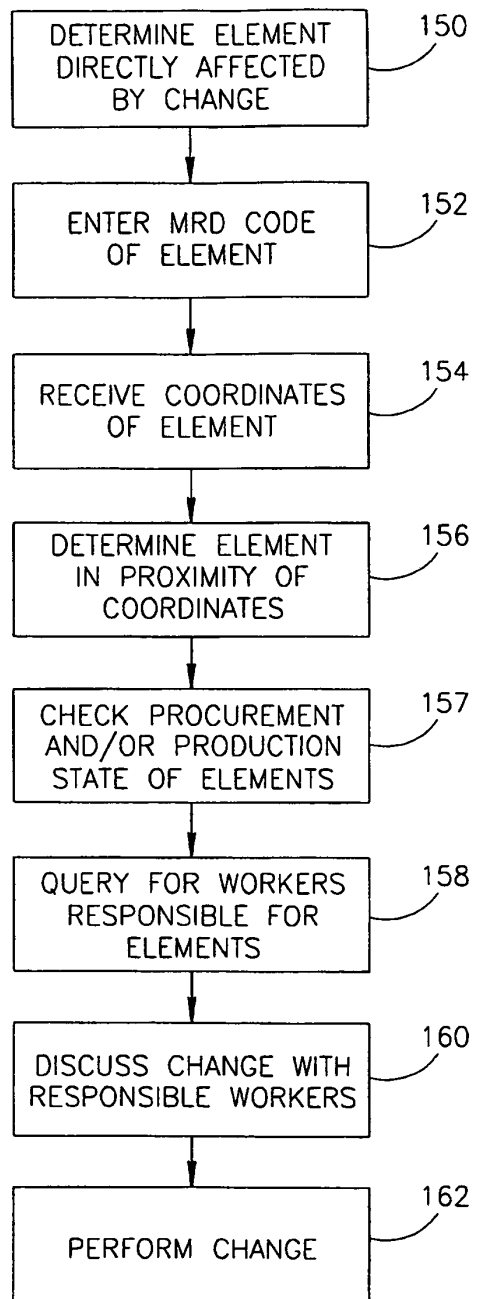 DETERMINE ELEMENT
DIRECTLY AFFECTED
BY CHANGE
150
ENTER MRD CODE
OF ELEMENT
152
RECEIVE COORDINATES
OF ELEMENT
154
DETERMINE ELEMENT
IN PROXIMITY OF
COORDINATES
156
CHECK PROCUREMENT
AND/OR PRODUCTION
STATE OF ELEMENTS
157
QUERY FOR WORKERS
RESPONSIBLE FOR
ELEMENTS
158
DISCUSS CHANGE WITH
RESPONSIBLE WORKERS
160
PERFORM CHANGE
162